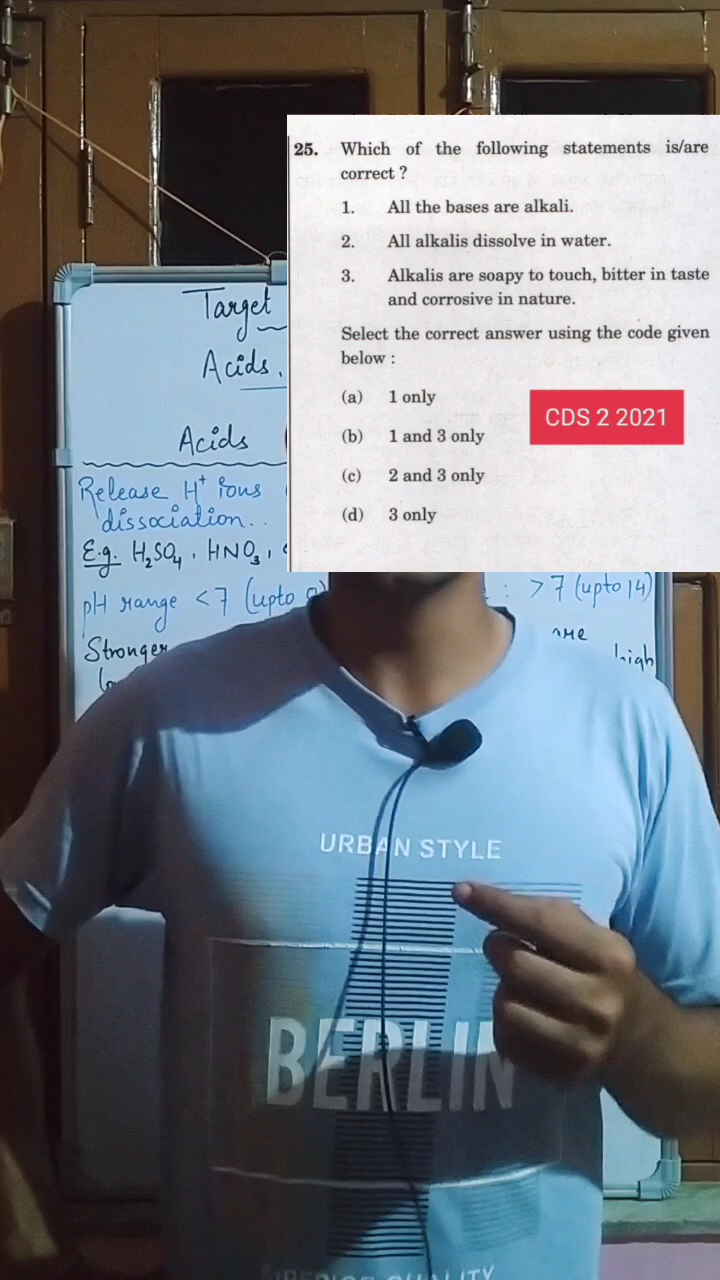 25. Which of the following statements is/are
correct ?
1. All the bases are alkali.
2. All alkalis dissolve in water.
3. Alkalis are soapy to touch, bitter in taste
and corrosive in nature.
Select the correct answer using the code given
below :
(a) 1 only
(b) 1 and 3 only
(c) 2 and 3 only
(d) 3 only
CDS 2 2021
Target
Acids,
Acids
Release H⁺ ions
dissociation..
E.g. H₂SO₄, HNO₃,
pH range <7 (upto 0)
: >7 (upto 14)
Stronger
are
high
URBAN STYLE
BERLIN
SUPERIOR QUALITY